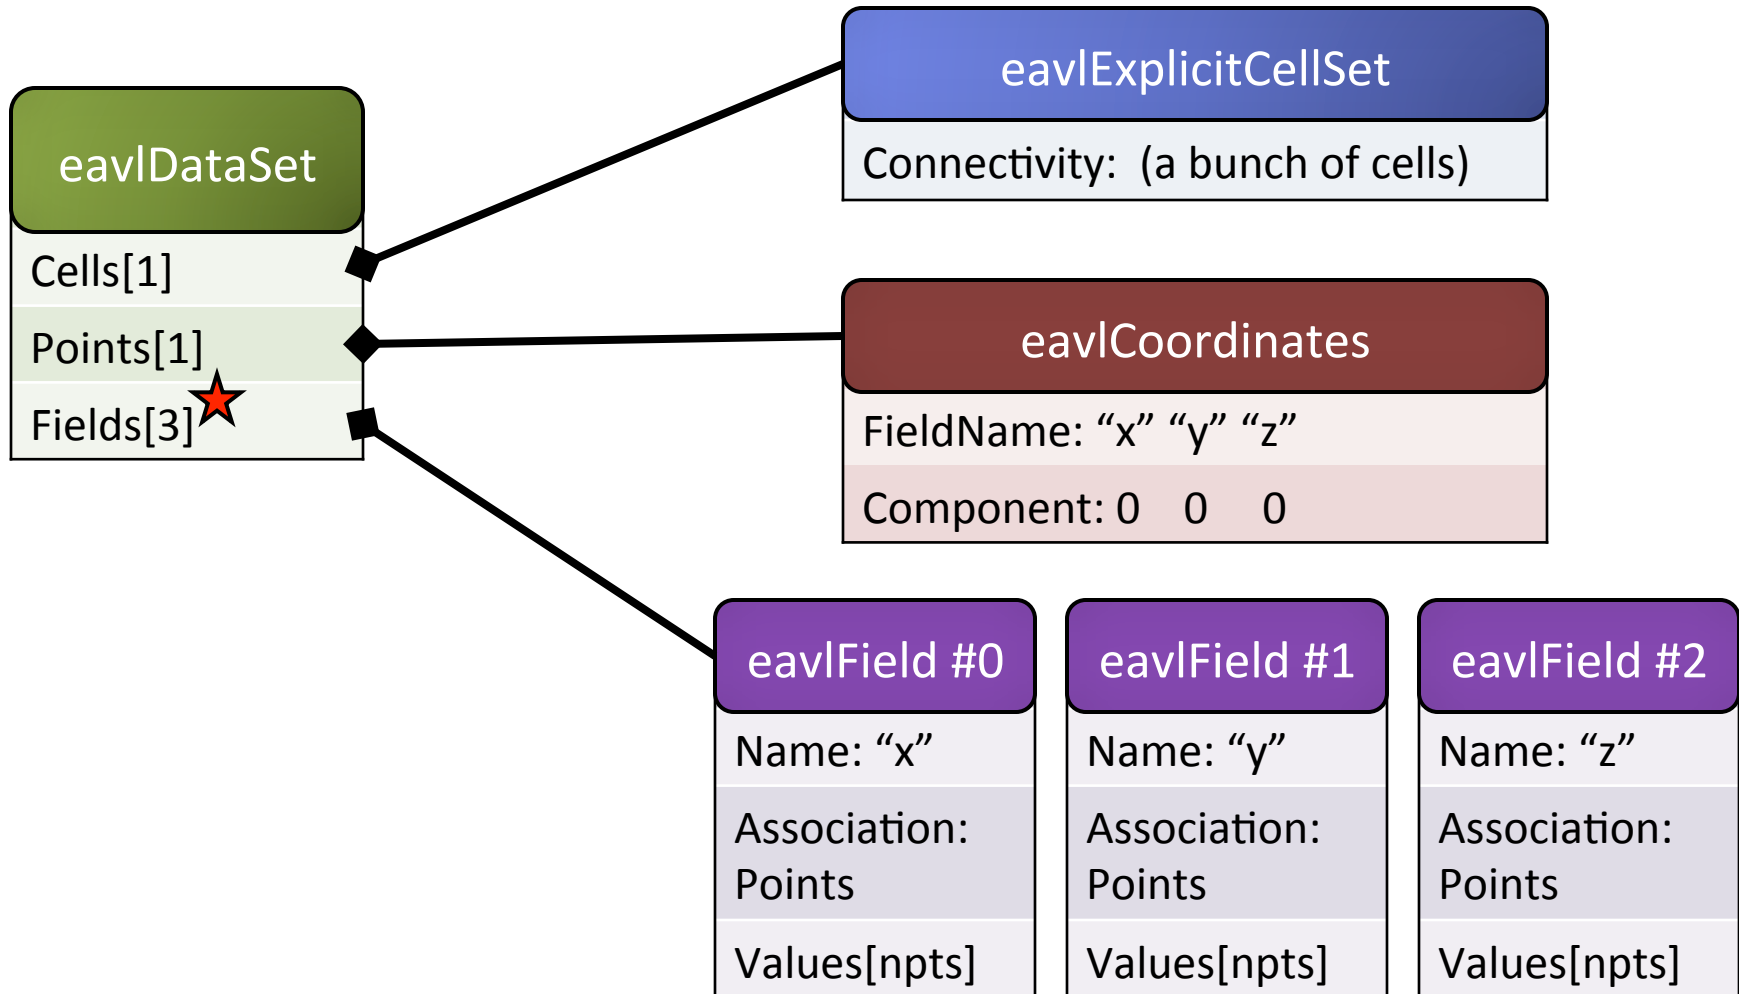 eavlDataSet
Cells[1]
Points[1]
Fields[3]
eavlExplicitCellSet
Connectivity: (a bunch of cells)
eavlCoordinates
FieldName: “x” “y” “z”
Component: 0 0 0
eavlField #0
Name: “x”
Association:
Points
Values[npts]
eavlField #1
Name: “y”
Association:
Points
Values[npts]
eavlField #2
Name: “z”
Association:
Points
Values[npts]